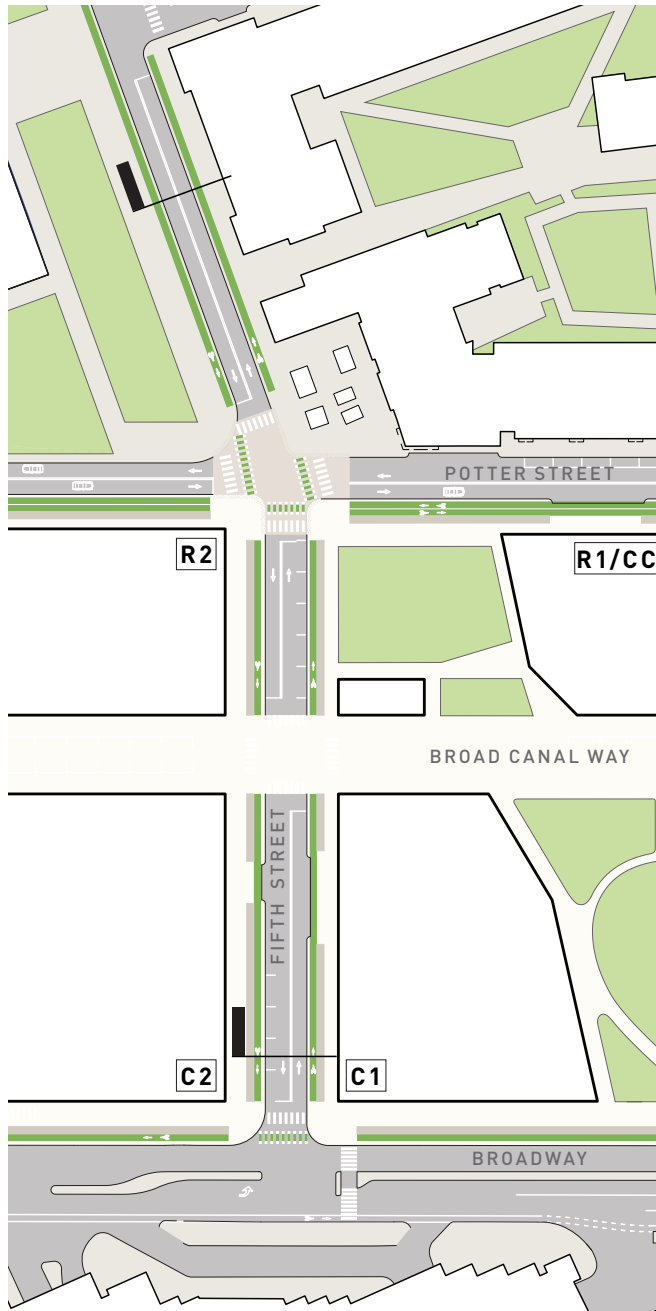 POTTER STREET
R2
R1/CC
BROAD CANAL WAY
FIFTH STREET
C2
C1
BROADWAY